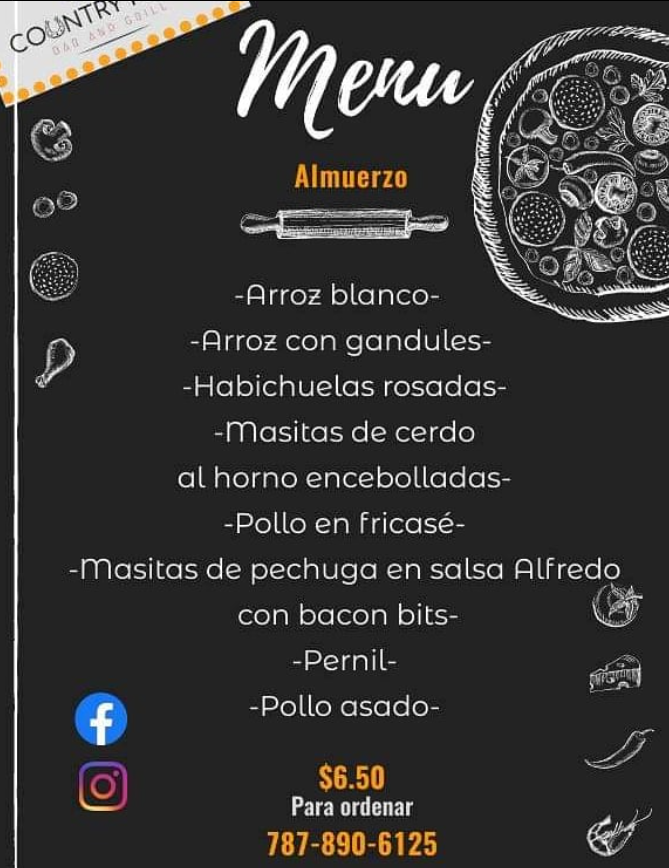 COUNTRY
BAR AND GRILL
Menu
Almuerzo
-Arroz blanco-
-Arroz con gandules-
-Habichuelas rosadas-
-Masitas de cerdo
al horno encebolladas-
-Pollo en fricasé-
-Masitas de pechuga en salsa Alfredo
con bacon bits-
-Pernil-
-Pollo asado-
$6.50
Para ordenar
787-890-6125